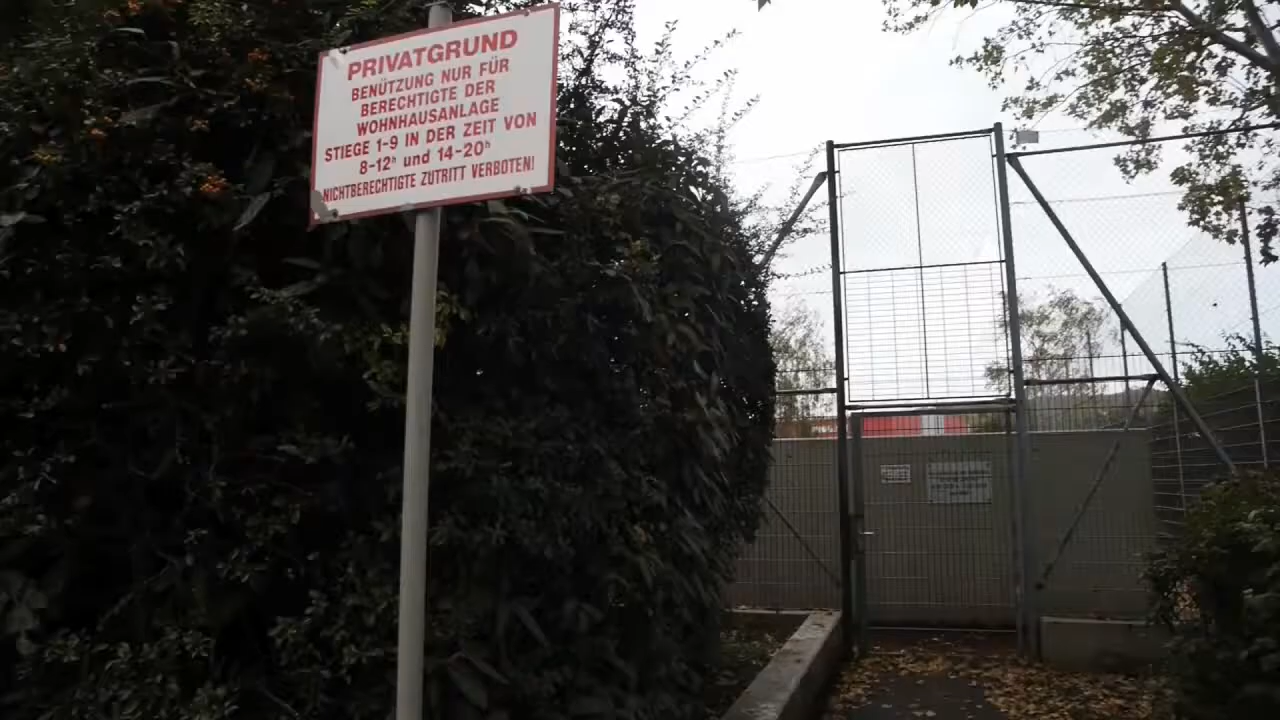 PRIVATGRUND
BENÜTZUNG NUR FÜR
BERECHTIGTE DER
WOHNHAUSANLAGE
STIEGE 1-9 IN DER ZEIT VON
8-12ʰ und 14-20ʰ
NICHTBERECHTIGTE ZUTRITT VERBOTEN!